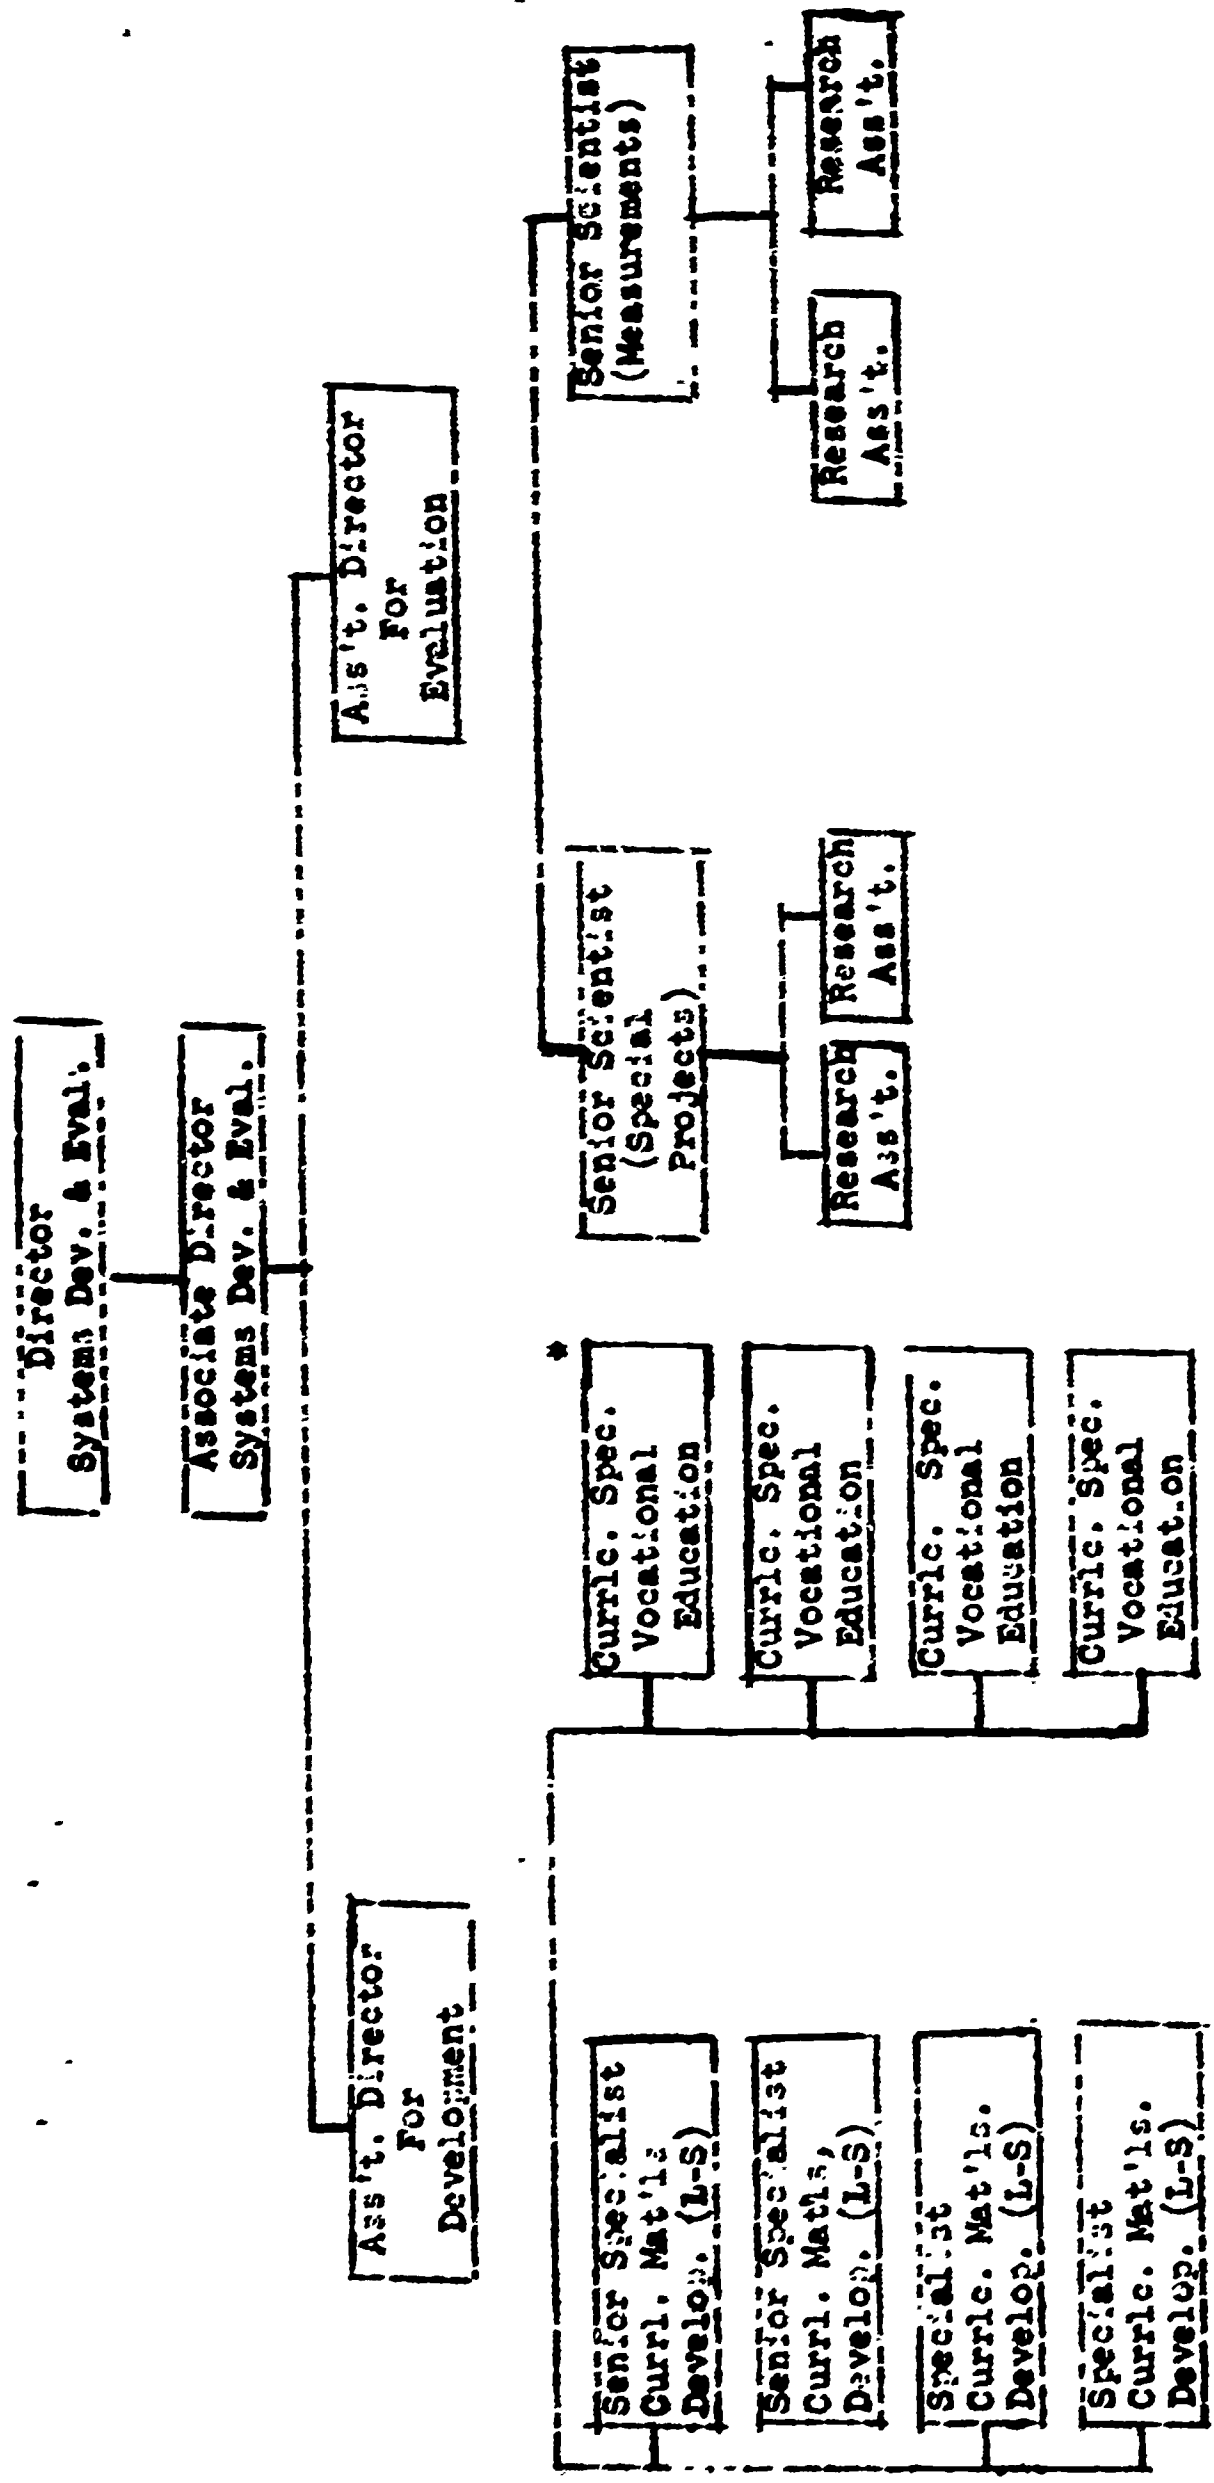 Director
Systems Dev. & Eval.
Associate Director
Systems Dev. & Eval.
Ass't. Director
For
Development
Ass't. Director
For
Evaluation
Senior Specialist
Curri. Mat'ls
Develop. (L-S)
Senior Specialist
Curri. Matls,
Develop. (L-S)
Specialist
Curric. Mat'ls.
Develop. (L-S)
Specialist
Curric. Mat'ls.
Develop. (L-S)
*
Curric. Spec.
Vocational
Education
Curric. Spec.
Vocational
Education
Curric. Spec.
Vocational
Education
Curric. Spec.
Vocational
Education
Senior Scientist
(Special
Projects)
Research
Ass't.
Research
Ass't.
Senior Scientist
(Measurements)
Research
Ass't.
Research
Ass't.